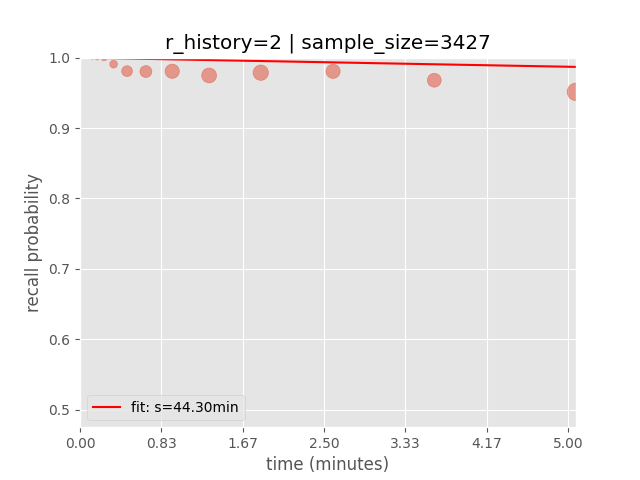 r_history=2 | sample_size=3427
recall probability
1.0
0.9
0.8
0.7
0.6
0.5
fit: s=44.30min
0.00 0.83 1.67 2.50 3.33 4.17 5.00
time (minutes)